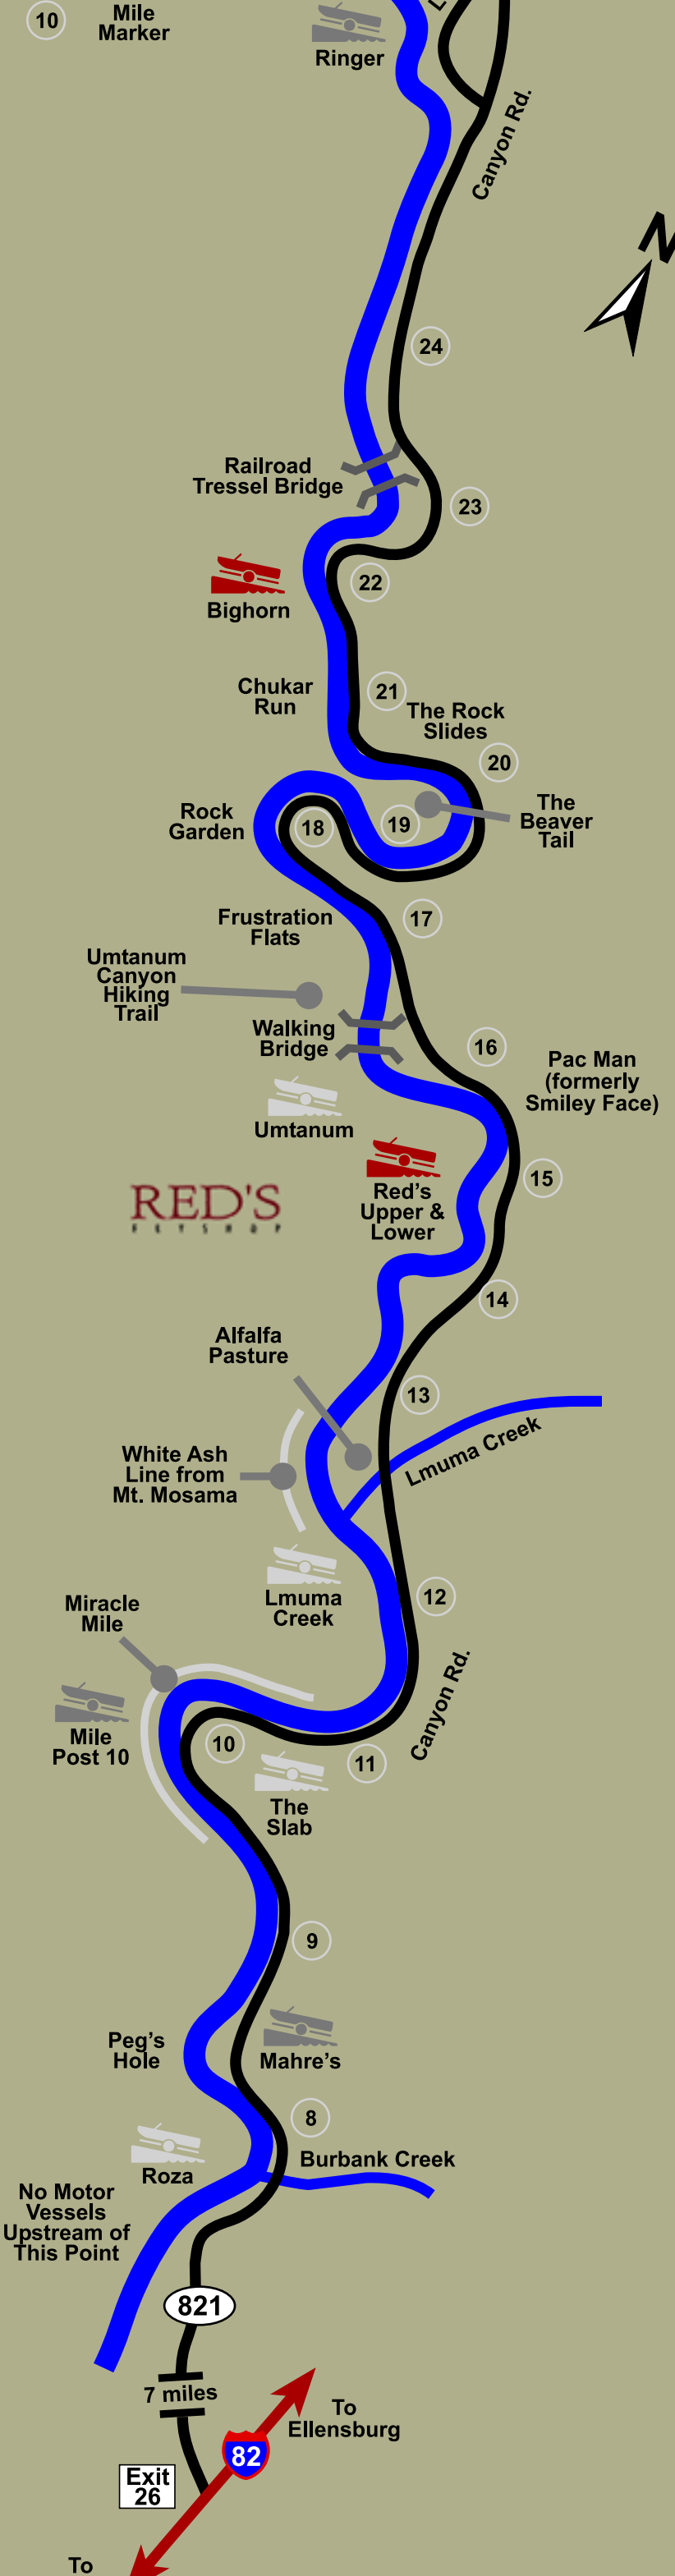 10
Mile
Marker
Ringer
Canyon Rd.
N
24
Railroad
Tressel Bridge
23
22
Bighorn
Chukar
Run
21
The Rock
Slides
20
The
Beaver
Tail
Rock
Garden
18
19
17
Frustration
Flats
Umtanum
Canyon
Hiking
Trail
Walking
Bridge
16
Pac Man
(formerly
Smiley Face)
Umtanum
15
Red's
Upper &
Lower
RED'S
FLYSHOP
14
Alfalfa
Pasture
13
Lmuma Creek
White Ash
Line from
Mt. Mosama
12
Lmuma
Creek
Miracle
Mile
Canyon Rd.
Mile
Post 10
10
11
The
Slab
9
Peg's
Hole
Mahre's
8
Roza
Burbank Creek
No Motor
Vessels
Upstream of
This Point
821
7 miles
To
Ellensburg
82
Exit
26
To